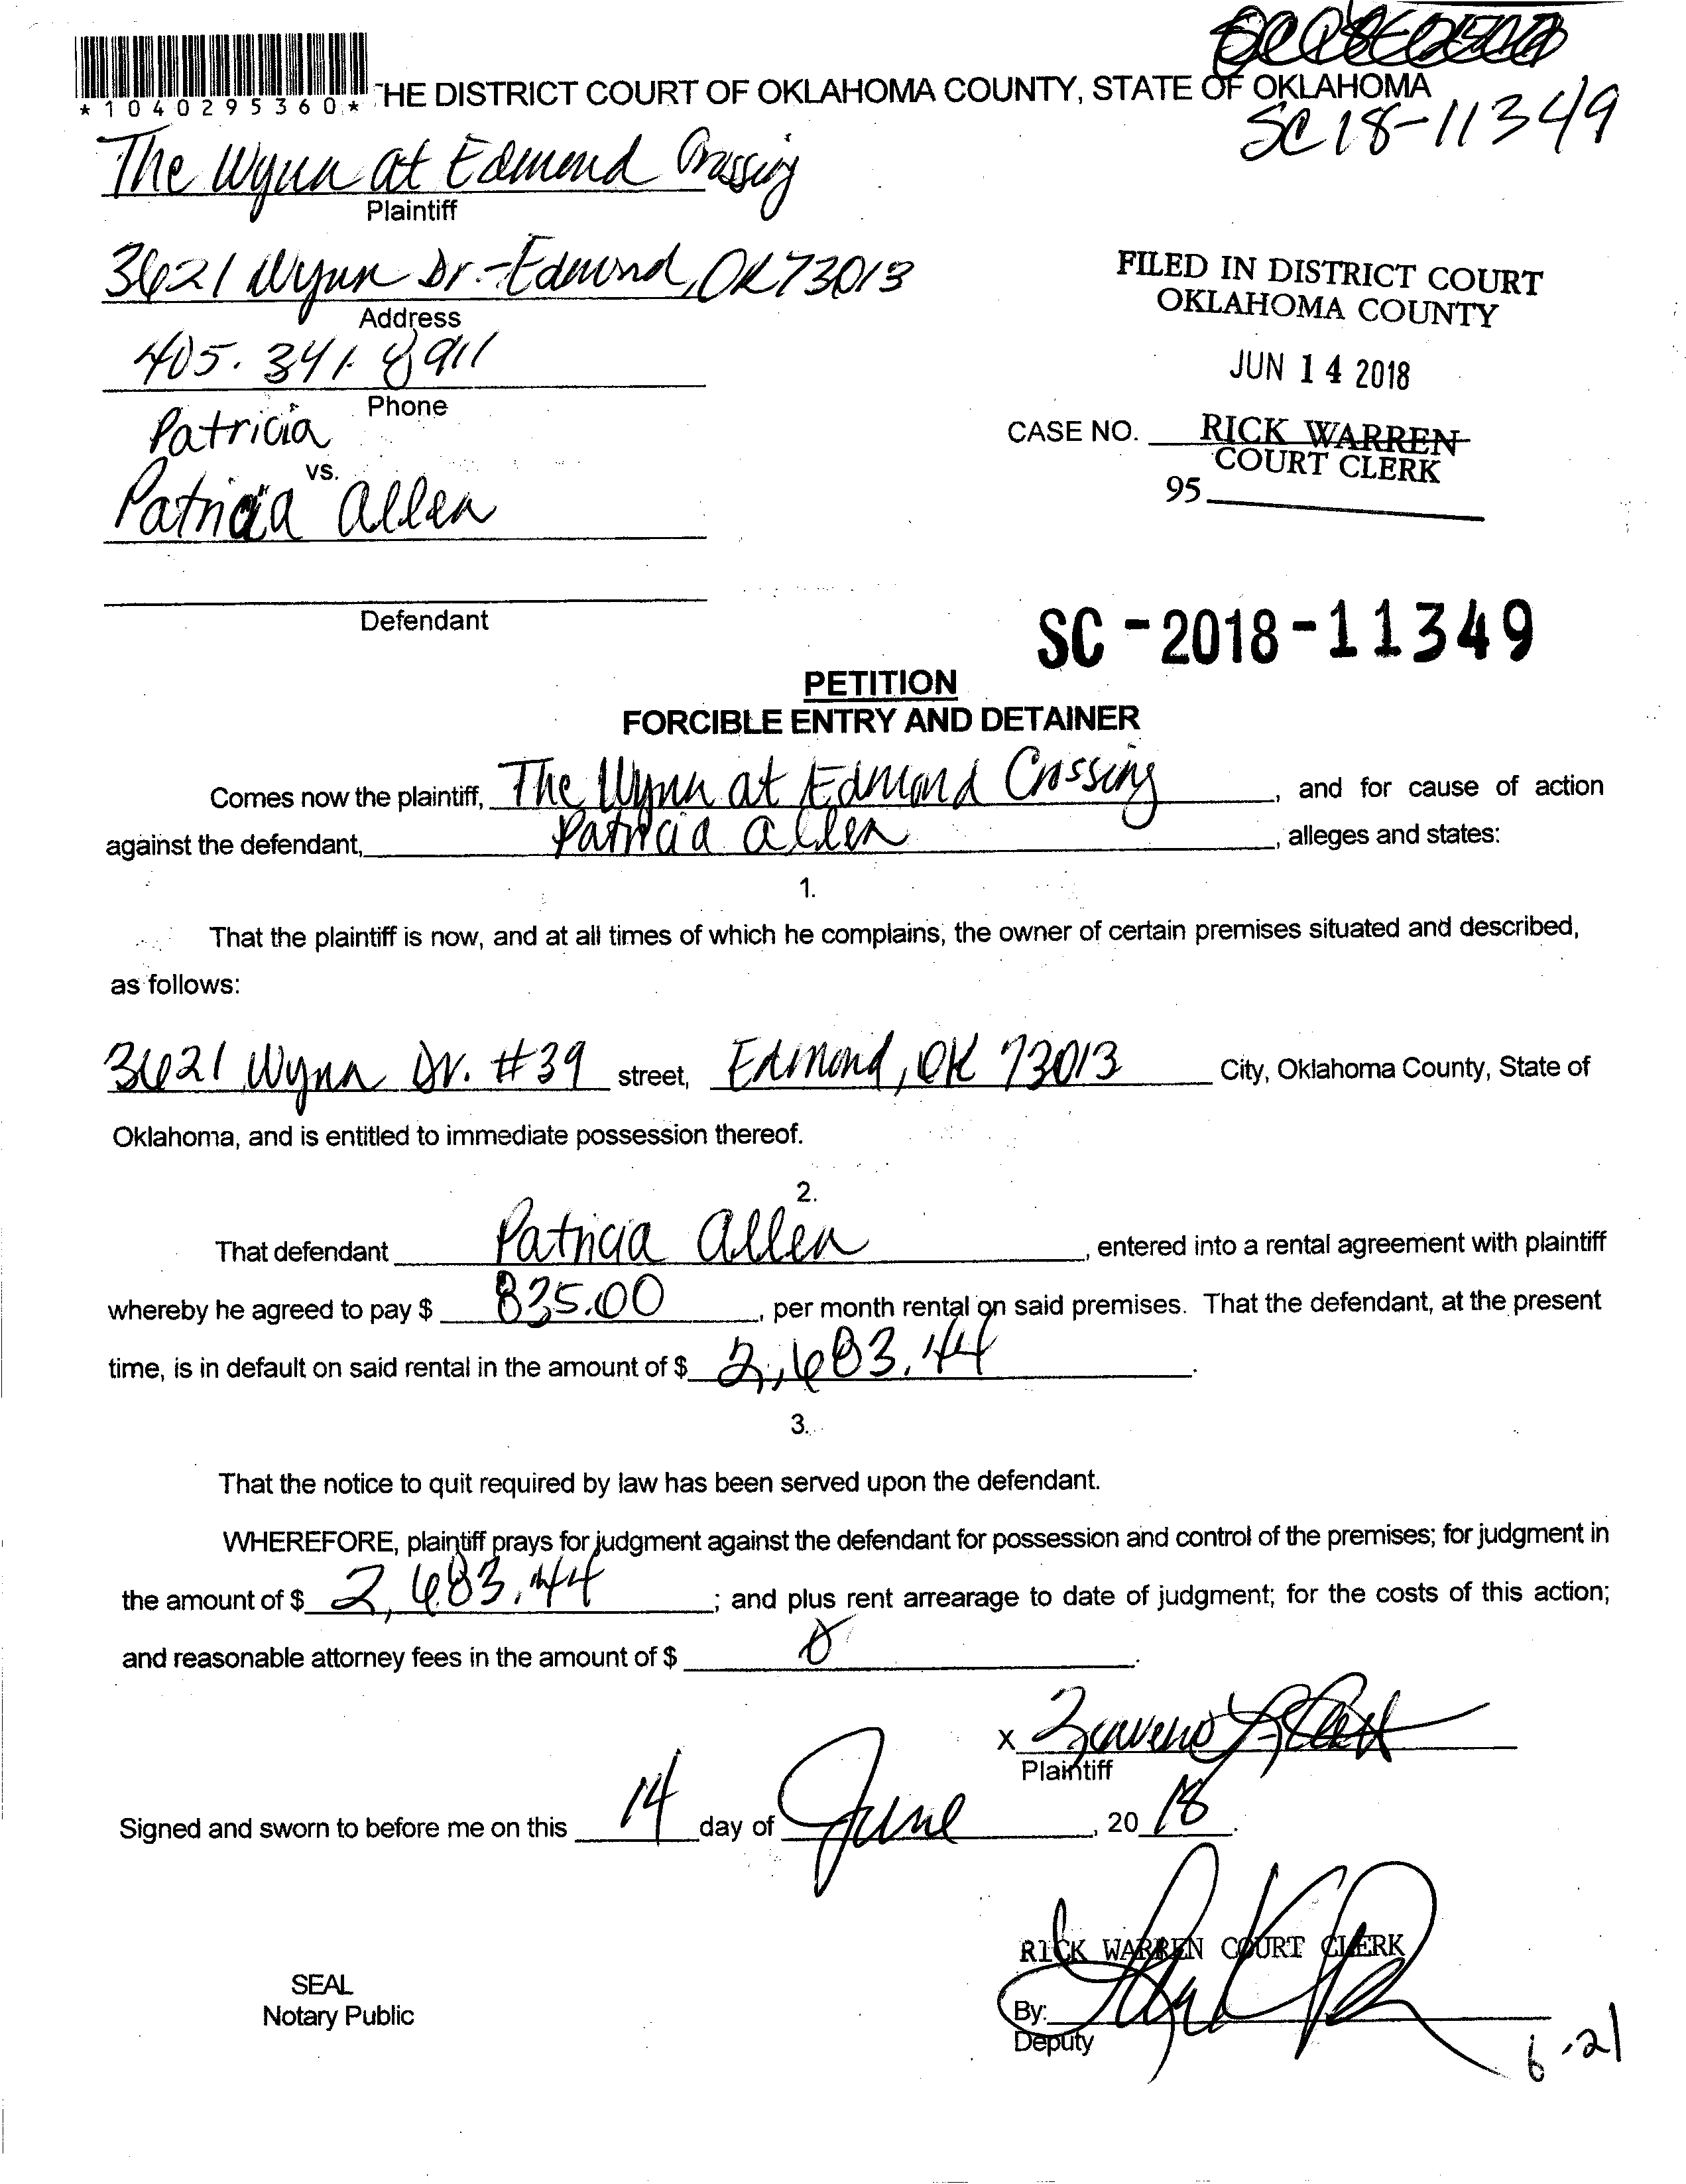 *1040295360*
THE DISTRICT COURT OF OKLAHOMA COUNTY, STATE OF OKLAHOMA
SC18-11349
The Wynn at Edmond Crossing
Plaintiff
3621 Wynn Dr.-Edmond, OK 73013
Address
405.341.8911
Phone
FILED IN DISTRICT COURT
OKLAHOMA COUNTY
JUN 14 2018
CASE NO. RICK WARREN
COURT CLERK
95
Patricia
vs.
Patricia Allen
Defendant
SC-2018-11349
PETITION
FORCIBLE ENTRY AND DETAINER
Comes now the plaintiff, The Wynn at Edmond Crossing, and for cause of action
against the defendant, Patricia Allen, alleges and states:
1.
That the plaintiff is now, and at all times of which he complains, the owner of certain premises situated and described,
as follows:
3621 Wynn Dr. #39 street, Edmond, OK 73013 City, Oklahoma County, State of
Oklahoma, and is entitled to immediate possession thereof.
2.
That defendant Patricia Allen, entered into a rental agreement with plaintiff
whereby he agreed to pay $ 835.00, per month rental on said premises. That the defendant, at the present
time, is in default on said rental in the amount of $ 2,683.44.
3.
That the notice to quit required by law has been served upon the defendant.
WHEREFORE, plaintiff prays for judgment against the defendant for possession and control of the premises; for judgment in
the amount of $ 2,683.44; and plus rent arrearage to date of judgment; for the costs of this action;
and reasonable attorney fees in the amount of $ 0.
X
Plaintiff
Signed and sworn to before me on this 14 day of June, 2018.
RICK WARREN COURT CLERK
SEAL
Notary Public
By:
Deputy
6-21